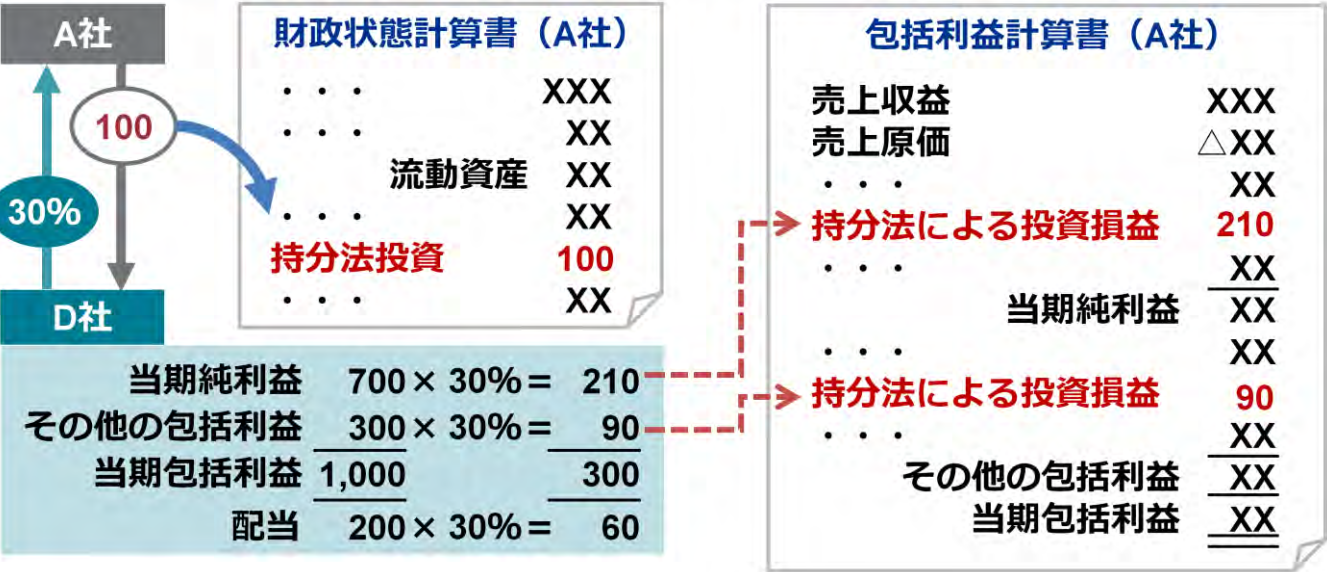 A社
100
30%
D社
財政状態計算書（A社）
・・・ XXX
・・・ XX
流動資産 XX
・・・ XX
持分法投資 100
・・・ XX
当期純利益 700 × 30%＝ 210
その他の包括利益 300 × 30%＝ 90
当期包括利益 1,000 300
配当 200 × 30%＝ 60
包括利益計算書（A社）
売上収益 XXX
売上原価 △XX
・・・ XX
持分法による投資損益 210
・・・ XX
当期純利益 XX
・・・ XX
持分法による投資損益 90
・・・ XX
その他の包括利益 XX
当期包括利益 XX